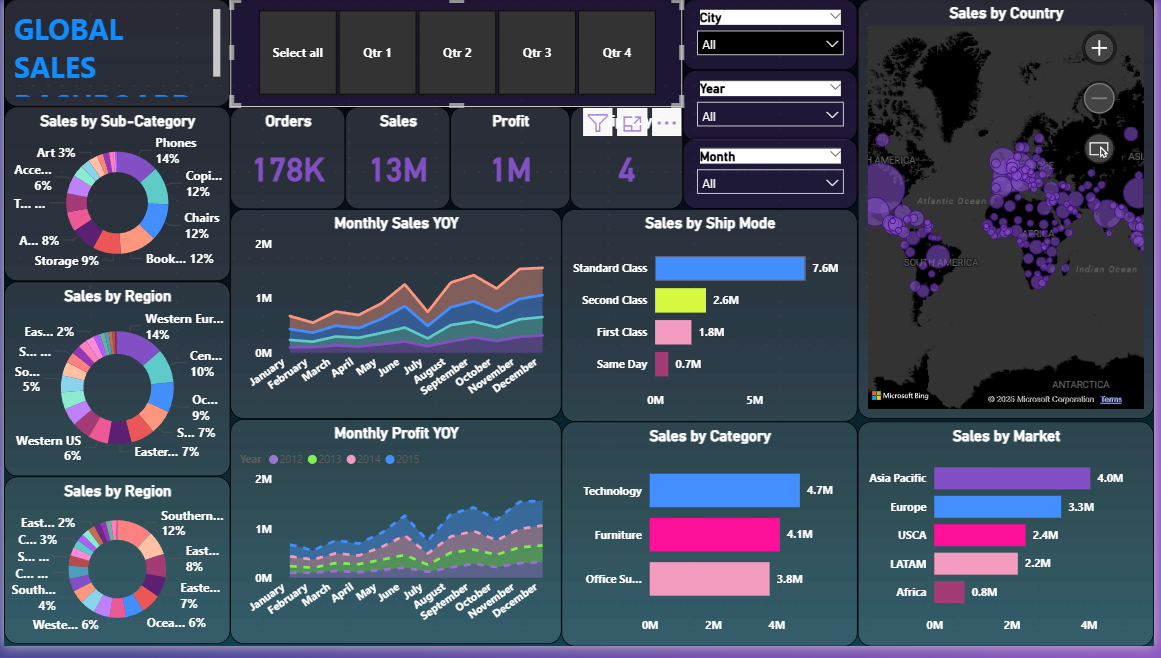 GLOBAL
SALES
DASHBOARD
Select all
Qtr 1
Qtr 2
Qtr 3
Qtr 4
City
All
Year
All
Month
All
Sales by Country
AMERICA
Atlantic Ocean
AFRICA
SOUTH AMERICA
Indian Ocean
ANTARCTICA
Microsoft Bing
© 2025 Microsoft Corporation Terms
Sales by Sub-Category
Phones
14%
Copi...
12%
Chairs
12%
Book... 12%
Storage 9%
A... 8%
T... ...
Acce...
6%
Art 3%
Orders
178K
Sales
13M
Profit
1M
4
Monthly Sales YOY
2M
1M
0M
January
February
March
April
May
June
July
August
September
October
November
December
Sales by Ship Mode
Standard Class 7.6M
Second Class 2.6M
First Class 1.8M
Same Day 0.7M
0M 5M
Sales by Region
Western Eur...
14%
Cen...
10%
Oc...
9%
S... 7%
Easter... 7%
Western US
6%
So...
5%
S... ...
Eas... 2%
Monthly Profit YOY
Year 2012 2013 2014 2015
2M
1M
0M
January
February
March
April
May
June
July
August
September
October
November
December
Sales by Category
Technology 4.7M
Furniture 4.1M
Office Su... 3.8M
0M 2M 4M
Sales by Market
Asia Pacific 4.0M
Europe 3.3M
USCA 2.4M
LATAM 2.2M
Africa 0.8M
0M 2M 4M
Sales by Region
Southern...
12%
East...
8%
Easte...
7%
Ocea... 6%
Weste... 6%
South...
4%
C... ...
S... ...
C... 3%
East... 2%